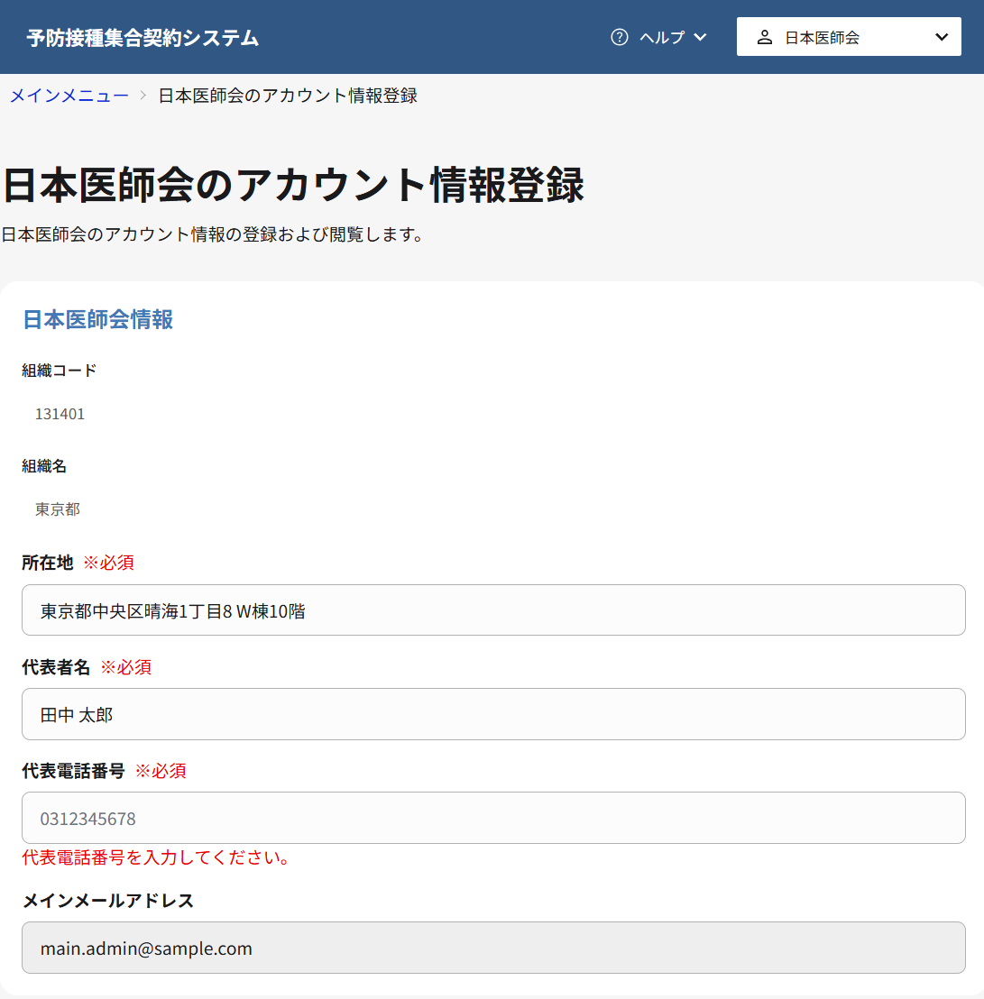 予防接種集合契約システム
ヘルプ
日本医師会
メインメニュー > 日本医師会のアカウント情報登録
日本医師会のアカウント情報登録
日本医師会のアカウント情報の登録および閲覧します。
日本医師会情報
組織コード
131401
組織名
東京都
所在地 ※必須
東京都中央区晴海1丁目8 W棟10階
代表者名 ※必須
田中 太郎
代表電話番号 ※必須
0312345678
代表電話番号を入力してください。
メインメールアドレス
main.admin@sample.com